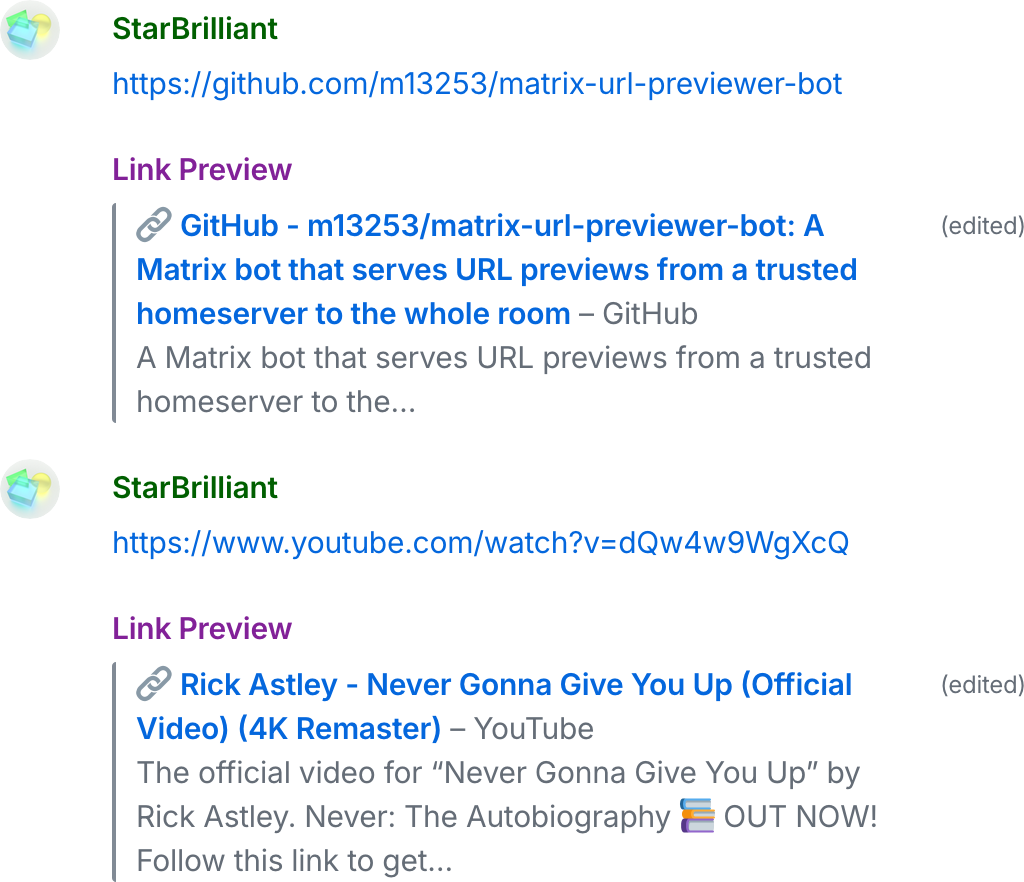 StarBrilliant
https://github.com/m13253/matrix-url-previewer-bot
Link Preview
🔗 GitHub - m13253/matrix-url-previewer-bot: A (edited)
Matrix bot that serves URL previews from a trusted
homeserver to the whole room – GitHub
A Matrix bot that serves URL previews from a trusted
homeserver to the…
StarBrilliant
https://www.youtube.com/watch?v=dQw4w9WgXcQ
Link Preview
🔗 Rick Astley - Never Gonna Give You Up (Official (edited)
Video) (4K Remaster) – YouTube
The official video for “Never Gonna Give You Up” by
Rick Astley. Never: The Autobiography 📚 OUT NOW!
Follow this link to get…